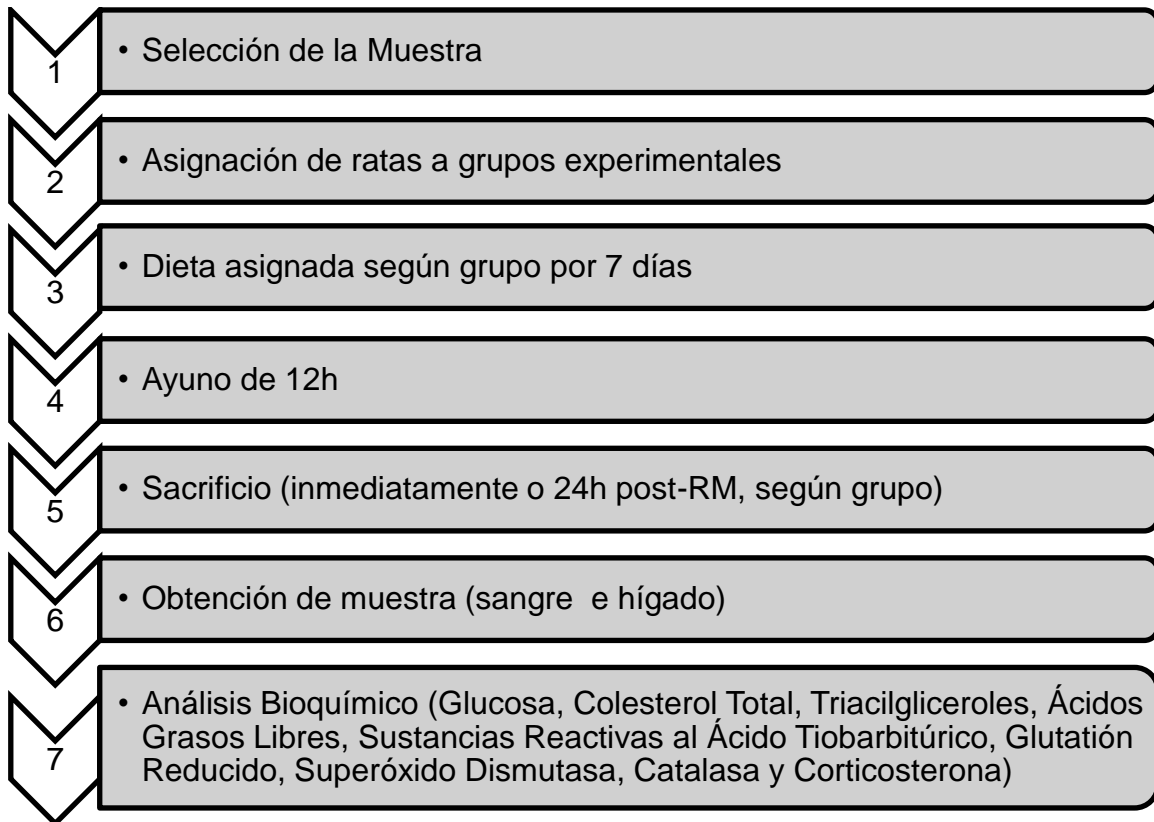 1
• Selección de la Muestra
2
• Asignación de ratas a grupos experimentales
3
• Dieta asignada según grupo por 7 días
4
• Ayuno de 12h
5
• Sacrificio (inmediatamente o 24h post-RM, según grupo)
6
• Obtención de muestra (sangre e hígado)
7
• Análisis Bioquímico (Glucosa, Colesterol Total, Triacilgliceroles, Ácidos
Grasos Libres, Sustancias Reactivas al Ácido Tiobarbitúrico, Glutatión
Reducido, Superóxido Dismutasa, Catalasa y Corticosterona)